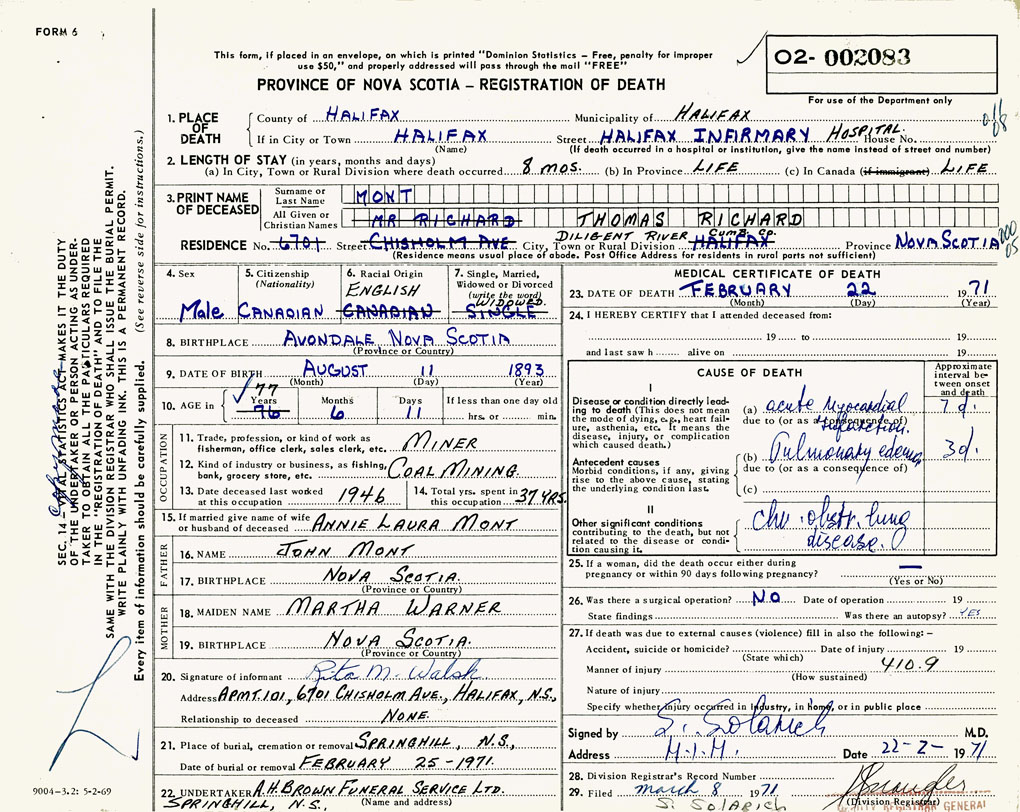 FORM 6
This form, if placed in an envelope, on which is printed "Dominion Statistics – Free, penalty for improper
use $50," and properly addressed will pass through the mail "FREE"
PROVINCE OF NOVA SCOTIA – REGISTRATION OF DEATH
O2- 002083
For use of the Department only
1. PLACE OF DEATH
County of HALIFAX Municipality of HALIFAX
If in City or Town HALIFAX Street HALIFAX INFIRMARY HOSPITAL. House No.
(Name) (If death occurred in a hospital or institution, give the name instead of street and number)
2. LENGTH OF STAY (in years, months and days)
(a) In City, Town or Rural Division where death occurred 8 mos. (b) In Province LIFE (c) In Canada (if immigrant) LIFE
3. PRINT NAME OF DECEASED
Surname or Last Name MONT
All Given or Christian Names MR RICHARD THOMAS RICHARD
DILIGENT RIVER CUMB. CO.
RESIDENCE No. 6701 Street CHISHOLM AVE City, Town or Rural Division HALIFAX Province NOVA SCOTIA
(Residence means usual place of abode. Post Office Address for residents in rural parts not sufficient)
4. Sex
Male
5. Citizenship
(Nationality)
CANADIAN
6. Racial Origin
ENGLISH
CANADIAN
7. Single, Married,
Widowed or Divorced
(write the word)
WIDOWED.
SINGLE
8. BIRTHPLACE AVONDALE NOVA SCOTIA
(Province or Country)
9. DATE OF BIRTH AUGUST 11 1893
(Month) (Day) (Year)
10. AGE in
77
Years Months Days If less than one day old
76 6 11 hrs. or min.
OCCUPATION
11. Trade, profession, or kind of work as
fisherman, office clerk, sales clerk, etc. MINER
12. Kind of industry or business, as fishing,
bank, grocery store, etc. COAL MINING.
13. Date deceased last worked
at this occupation 1946
14. Total yrs. spent in
this occupation 37 YRS.
15. If married give name of wife
or husband of deceased ANNIE LAURA MONT
FATHER
16. NAME JOHN MONT
17. BIRTHPLACE NOVA SCOTIA.
(Province or Country)
MOTHER
18. MAIDEN NAME MARTHA WARNER
19. BIRTHPLACE NOVA SCOTIA.
(Province or Country)
20. Signature of informant Rita M. Walsh
Address APMT.101, 6701 CHISHOLM AVE., HALIFAX, N.S.,
Relationship to deceased NONE.
21. Place of burial, cremation or removal SPRINGHILL, N.S.,
Date of burial or removal FEBRUARY 25-1971.
22. UNDERTAKER A.H. BROWN FUNERAL SERVICE LTD.
SPRINGHILL, N.S. (Name and address)
MEDICAL CERTIFICATE OF DEATH
23. DATE OF DEATH FEBRUARY 22 1971
(Month) (Day) (Year)
24. I HEREBY CERTIFY that I attended deceased from:
19 to 19
and last saw h alive on 19
CAUSE OF DEATH
Approximate
interval be-
tween onset
and death
I
Disease or condition directly lead-
ing to death (This does not mean
the mode of dying, e.g., heart fail-
ure, asthenia, etc. It means the
disease, injury, or complication
which caused death.)
(a) acute Myocardial 7 d.
due to (or as a consequence of)
infarction.
Antecedent causes
Morbid conditions, if any, giving
rise to the above cause, stating
the underlying condition last.
(b) Pulmonary edema 3d.
due to (or as a consequence of)
(c)
II
Other significant conditions
contributing to the death, but not
related to the disease or condi-
tion causing it.
Chr obstr. lung
disease.
25. If a woman, did the death occur either during
pregnancy or within 90 days following pregnancy? —
(Yes or No)
26. Was there a surgical operation? NO Date of operation 19
State findings Was there an autopsy? YES
27. If death was due to external causes (violence) fill in also the following: –
Accident, suicide or homicide? Date of injury 19
(State which)
Manner of injury 410.9
(How sustained)
Nature of injury
Specify whether injury occurred in industry, in home, or in public place
Signed by S. Solarich M.D.
Address H.I.M. Date 22-2- 1971
28. Division Registrar's Record Number
29. Filed march 8 1971
(Division Registrar)
DEPUTY REGISTRAR GENERAL
S. SOLARICH
SEC. 14 – VITAL STATISTICS ACT MAKES IT THE DUTY
OF THE UNDERTAKER OR PERSON ACTING AS UNDER-
TAKER TO OBTAIN THE PARTICULARS REQUIRED
IN THE "REGISTRATION OF DEATH" AND TO FILE THE
SAME WITH THE DIVISION REGISTRAR WHO SHALL ISSUE THE BURIAL PERMIT.
WRITE PLAINLY WITH UNFADING INK. THIS IS A PERMANENT RECORD.
Every item of information should be carefully supplied. (See reverse side for instructions.)
9004-3.2: 5-2-69